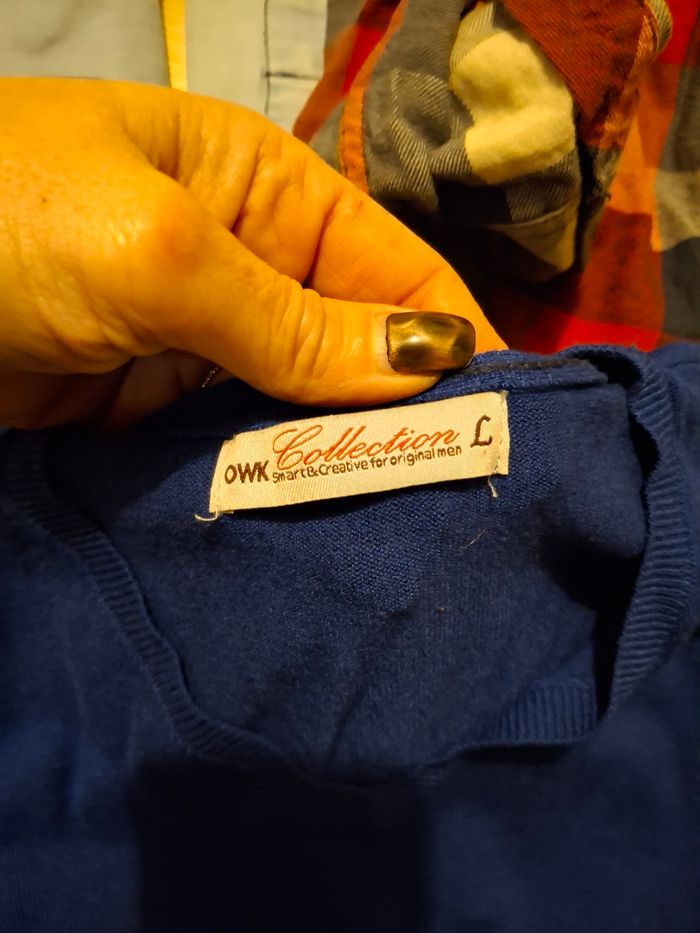 Collection L
OWK Smart&Creative for original men